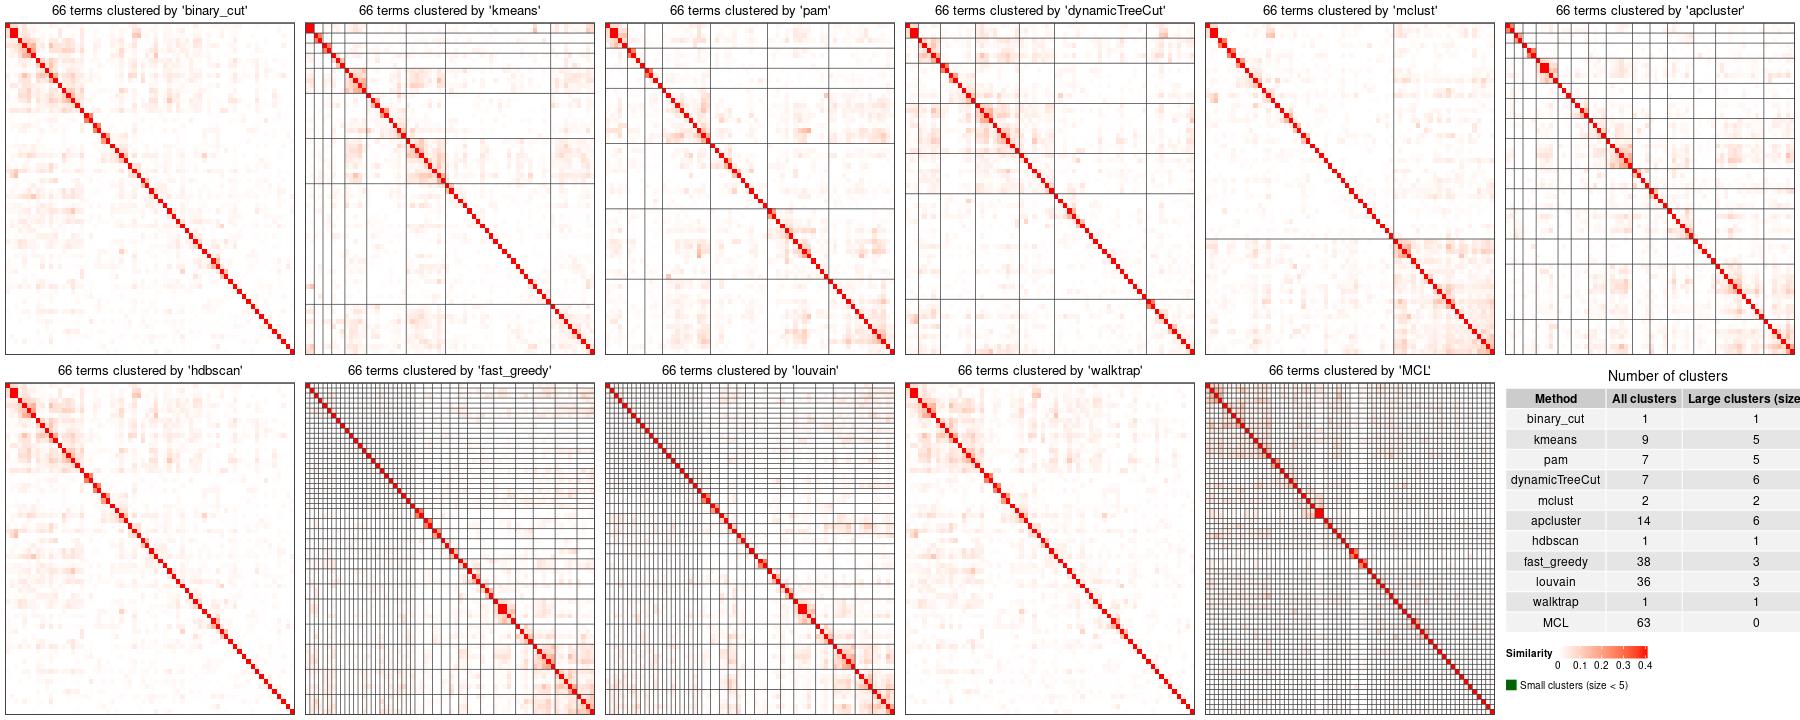 66 terms clustered by 'binary_cut'
66 terms clustered by 'kmeans'
66 terms clustered by 'pam'
66 terms clustered by 'dynamicTreeCut'
66 terms clustered by 'mclust'
66 terms clustered by 'apcluster'
66 terms clustered by 'hdbscan'
66 terms clustered by 'fast_greedy'
66 terms clustered by 'louvain'
66 terms clustered by 'walktrap'
66 terms clustered by 'MCL'
Number of clusters
Method All clusters Large clusters (size
binary_cut 1 1
kmeans 9 5
pam 7 5
dynamicTreeCut 7 6
mclust 2 2
apcluster 14 6
hdbscan 1 1
fast_greedy 38 3
louvain 36 3
walktrap 1 1
MCL 63 0
Similarity
0 0.1 0.2 0.3 0.4
Small clusters (size < 5)